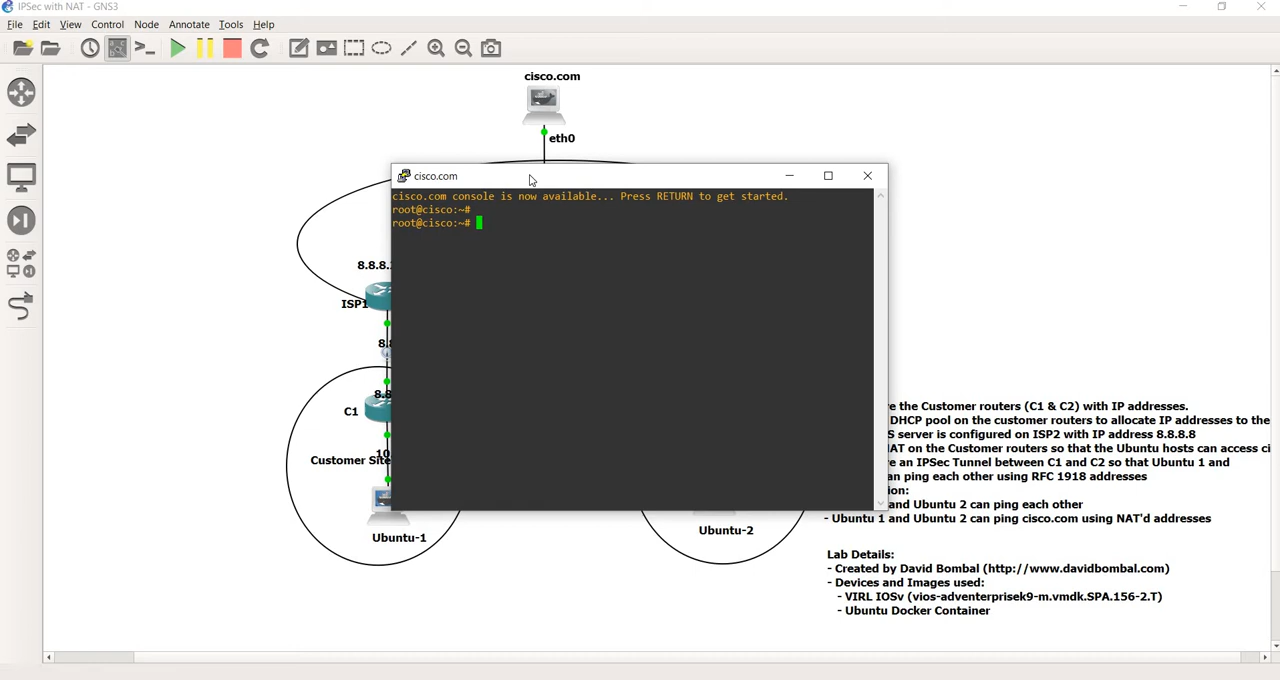 IPSec with NAT - GNS3
File Edit View Control Node Annotate Tools Help
cisco.com
eth0
cisco.com
cisco.com console is now available... Press RETURN to get started.
root@cisco:~#
root@cisco:~#
8.8.8.
ISP1
8.8
C1
10
Customer Site
Ubuntu-1
Ubuntu-2
e the Customer routers (C1 & C2) with IP addresses.
DHCP pool on the customer routers to allocate IP addresses to the
S server is configured on ISP2 with IP address 8.8.8.8
AT on the Customer routers so that the Ubuntu hosts can access ci
e an IPSec Tunnel between C1 and C2 so that Ubuntu 1 and
an ping each other using RFC 1918 addresses
ion:
and Ubuntu 2 can ping each other
- Ubuntu 1 and Ubuntu 2 can ping cisco.com using NAT'd addresses
Lab Details:
- Created by David Bombal (http://www.davidbombal.com)
- Devices and Images used:
- VIRL IOSv (vios-adventerprisek9-m.vmdk.SPA.156-2.T)
- Ubuntu Docker Container